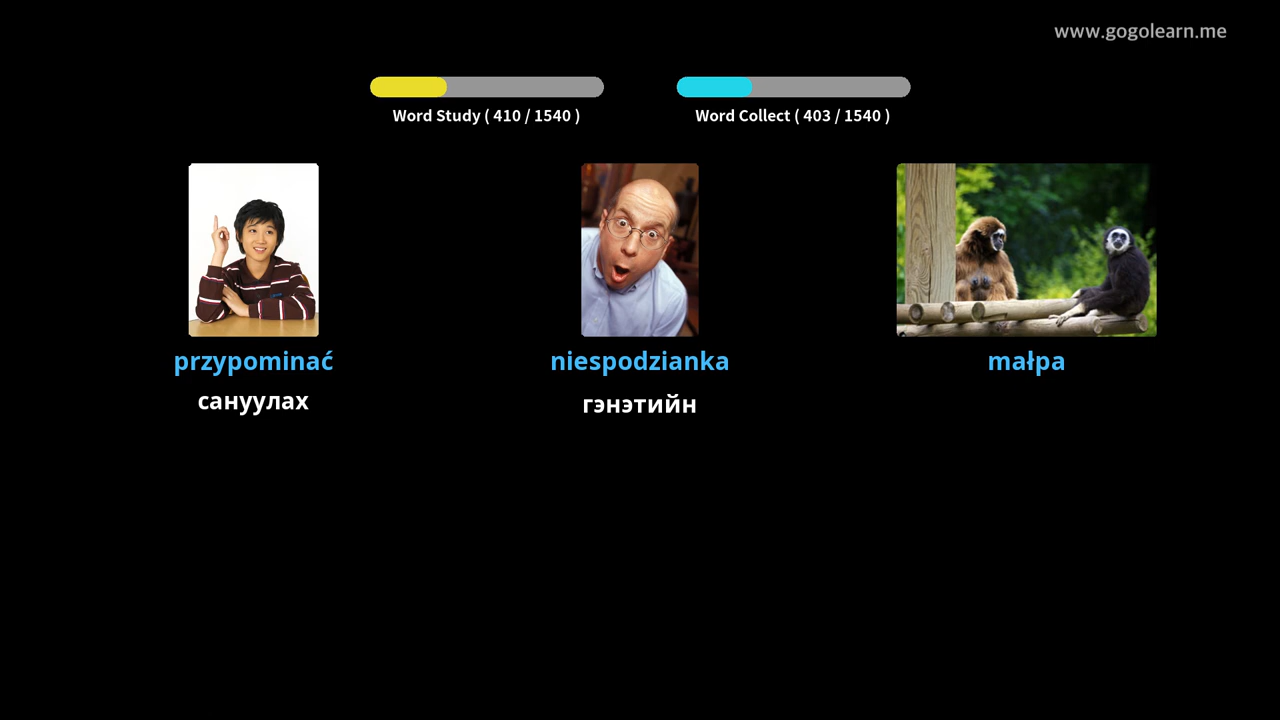 www.gogolearn.me
Word Study ( 410 / 1540 )
Word Collect ( 403 / 1540 )
przypominać
niespodzianka
małpa
сануулах
гэнэтийн